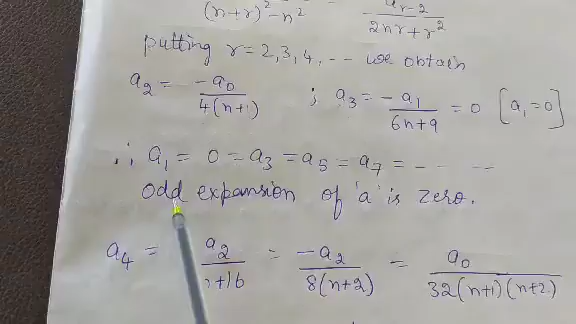 (n+r)²-n² 2nr+r²
putting r=2,3,4, -- we obtain
a₂ = -a₀ / 4(n+1) ; a₃ = -a₁ / 6n+9 = 0 [a₁=0]
∴ a₁ = 0 = a₃ = a₅ = a₇ = -- --
odd expansion of 'a' is zero.
a₄ = a₂ / +16 = -a₂ / 8(n+2) = a₀ / 32(n+1)(n+2)